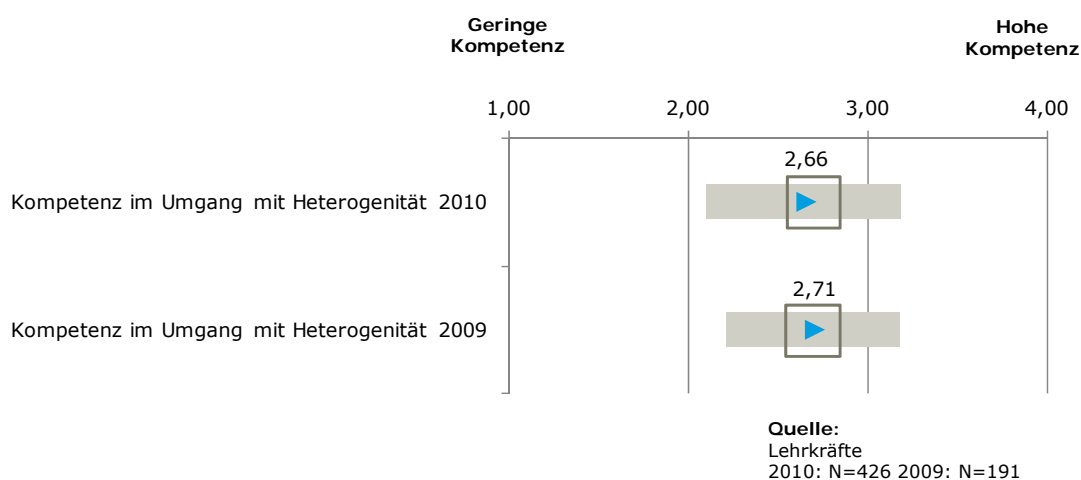 Geringe
Kompetenz
Hohe
Kompetenz
1,00 2,00 3,00 4,00
2,66
Kompetenz im Umgang mit Heterogenität 2010
2,71
Kompetenz im Umgang mit Heterogenität 2009
Quelle:
Lehrkräfte
2010: N=426 2009: N=191